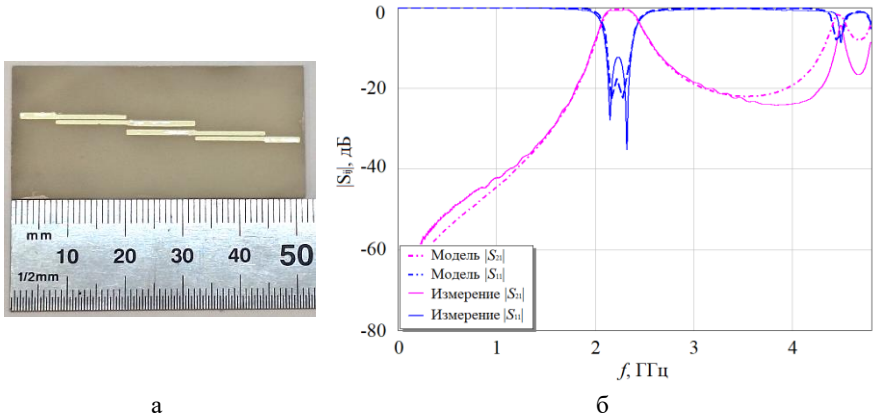 mm
10 20 30 40 50
1/2mm
а
0
-20
-40
-60
-80
|Sij|, дБ
Модель |S21|
Модель |S11|
Измерение |S21|
Измерение |S11|
0 1 2 3 4
f, ГГц
б